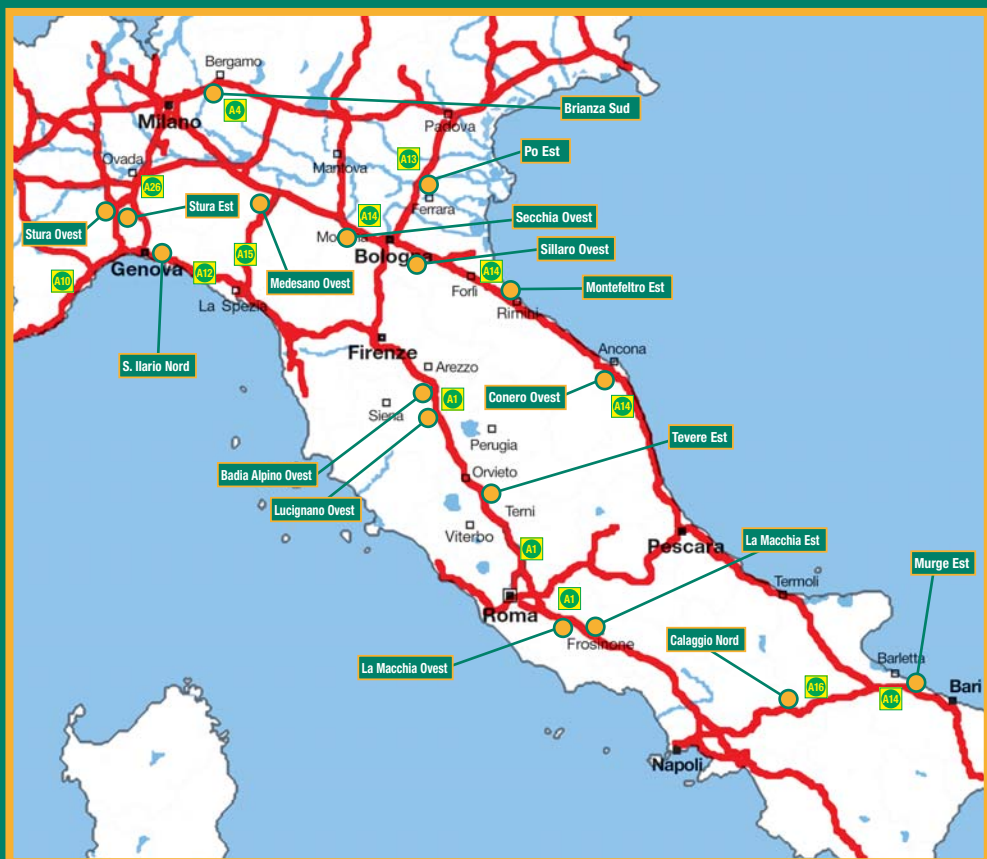 Bergamo
Milano
A4
Brianza Sud
Padova
Po Est
A13
Mantova
Ovada
A26
Ferrara
Stura Est
Stura Ovest
A14
Secchia Ovest
Bologna
Sillaro Ovest
A15
Genova
A12
A10
Medesano Ovest
A14
Forlì
Montefeltro Est
La Spezia
Rimini
S. Ilario Nord
Firenze
Ancona
Arezzo
Conero Ovest
A1
A14
Siena
Perugia
Tevere Est
Badia Alpino Ovest
Orvieto
Lucignano Ovest
Terni
Viterbo
Pescara
La Macchia Est
A1
Murge Est
Termoli
A1
Roma
Frosinone
Calaggio Nord
La Macchia Ovest
Barletta
A16
A14
Bari
Napoli